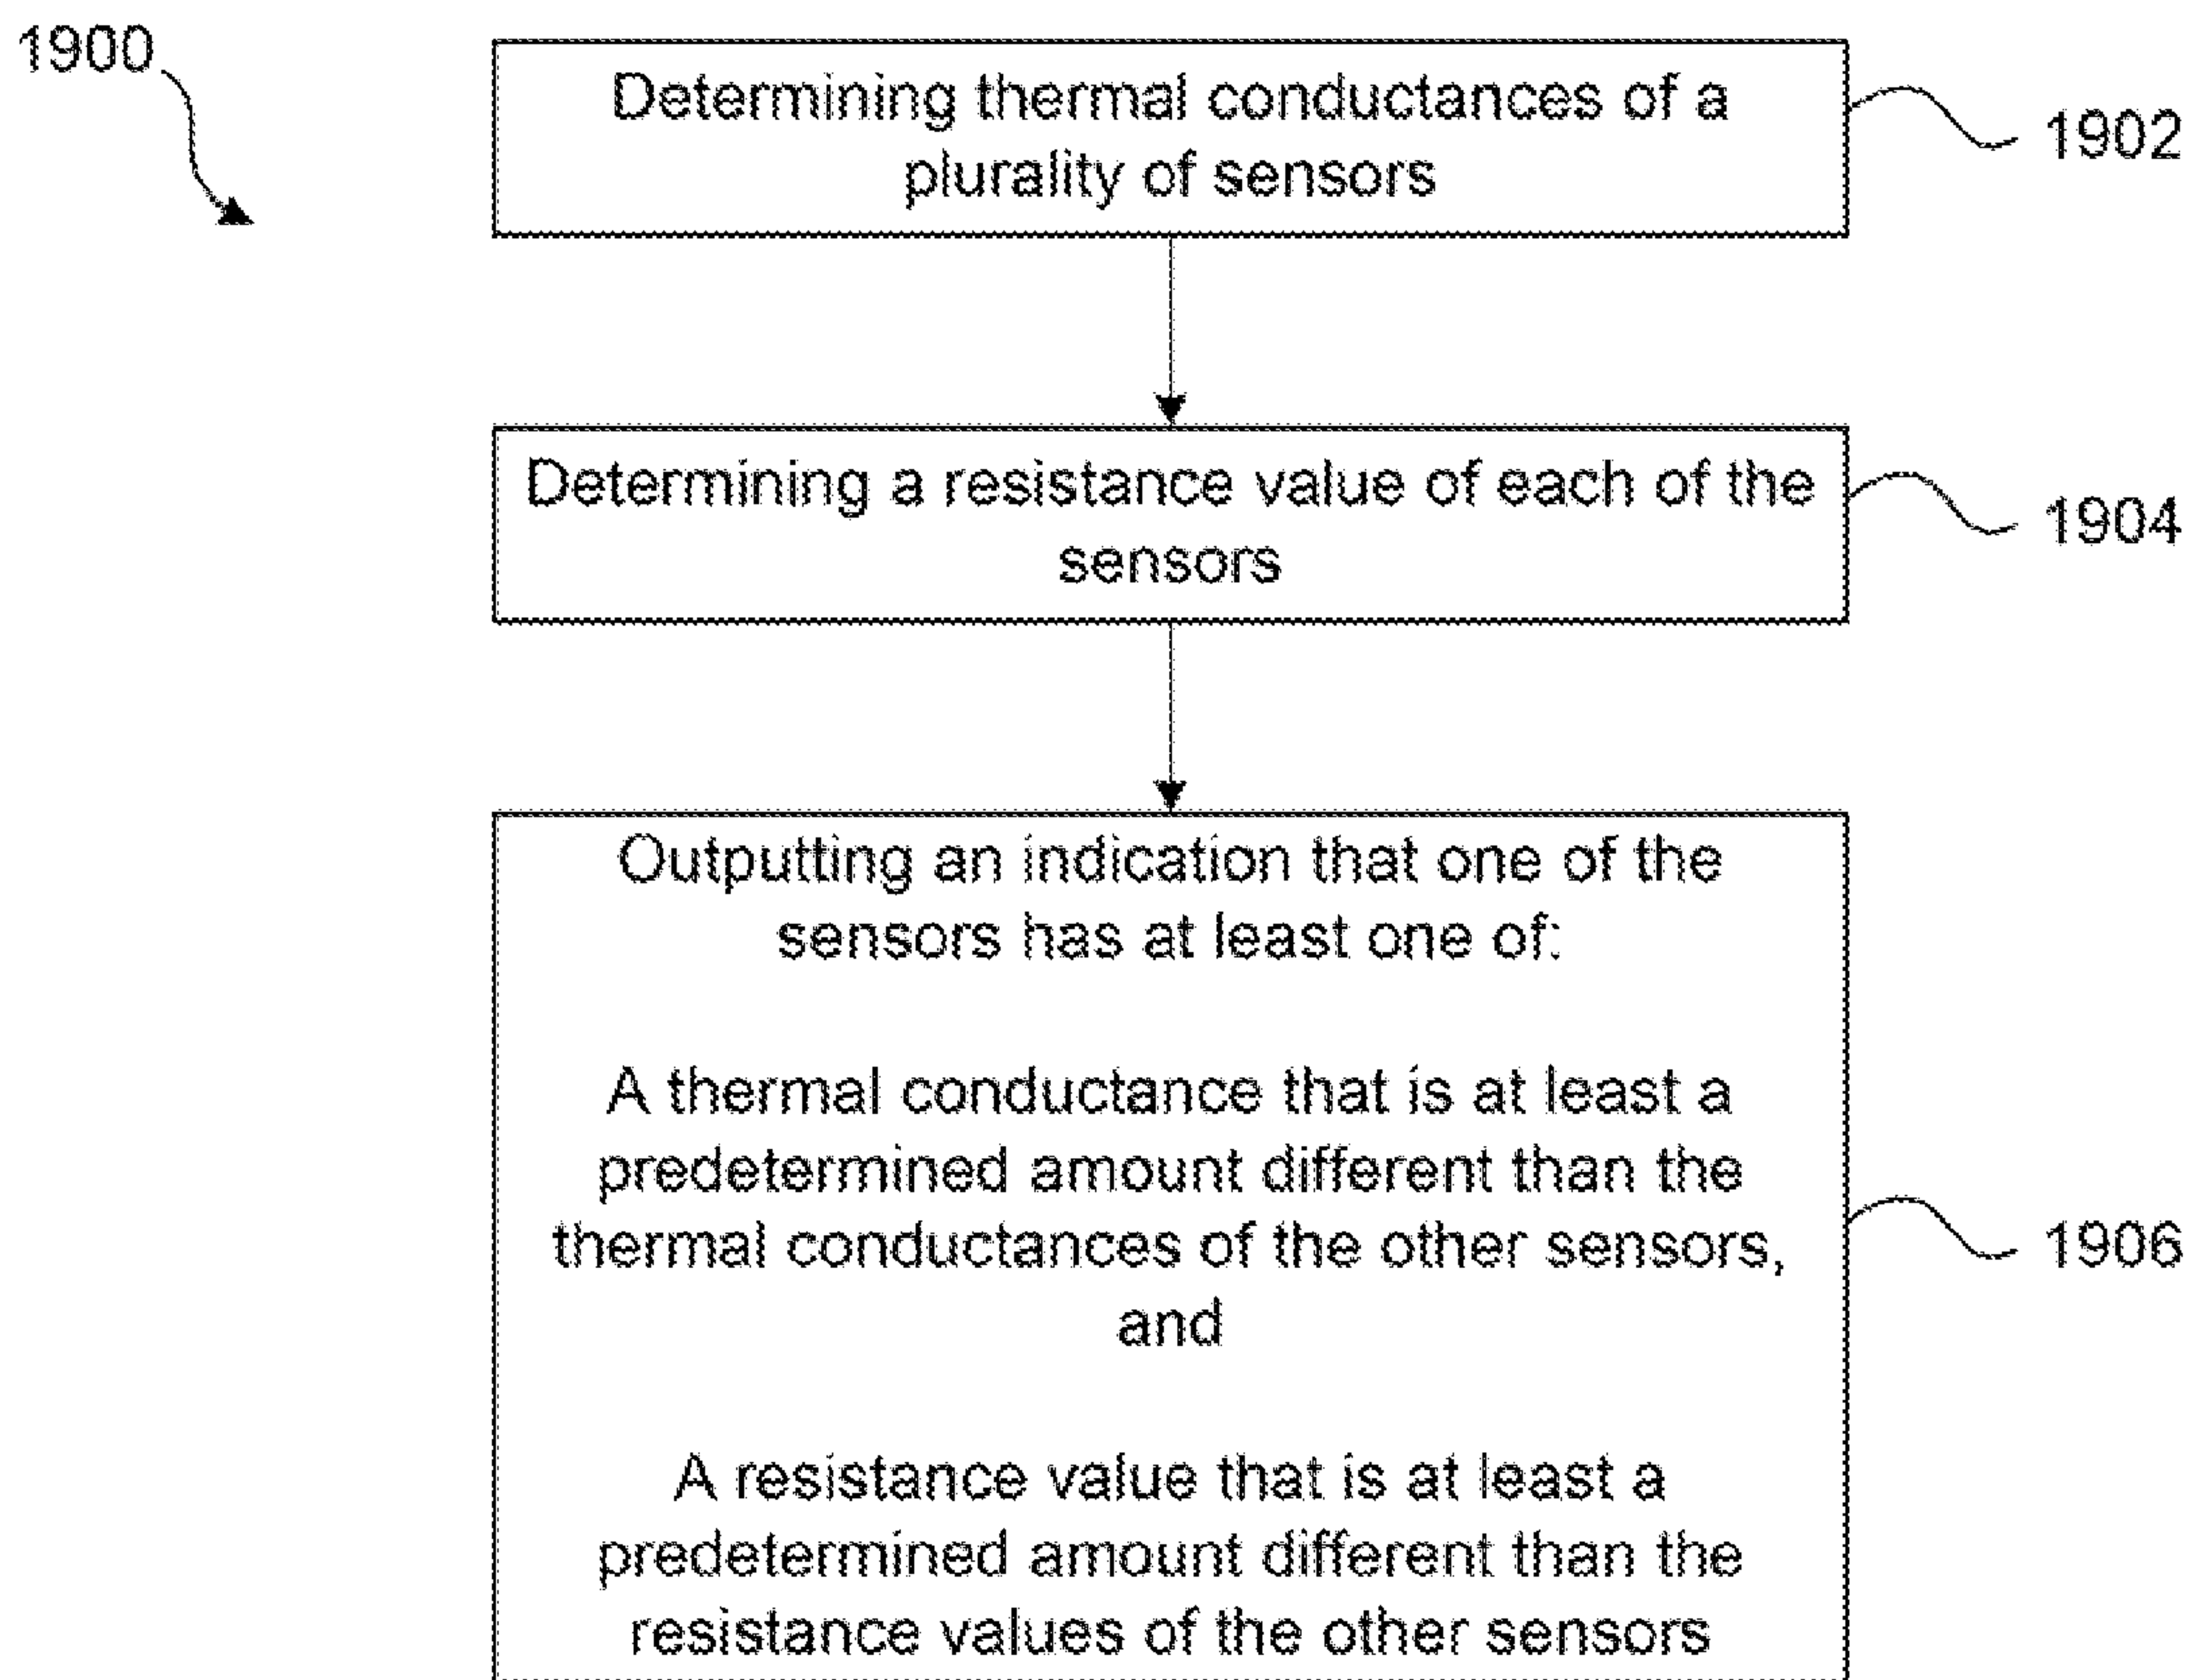 1900
Determining thermal conductances of a
plurality of sensors
1902
Determining a resistance value of each of the
sensors
1904
Outputting an indication that one of the
sensors has at least one of:
A thermal conductance that is at least a
predetermined amount different than the
thermal conductances of the other sensors,
and
A resistance value that is at least a
predetermined amount different than the
resistance values of the other sensors
1906